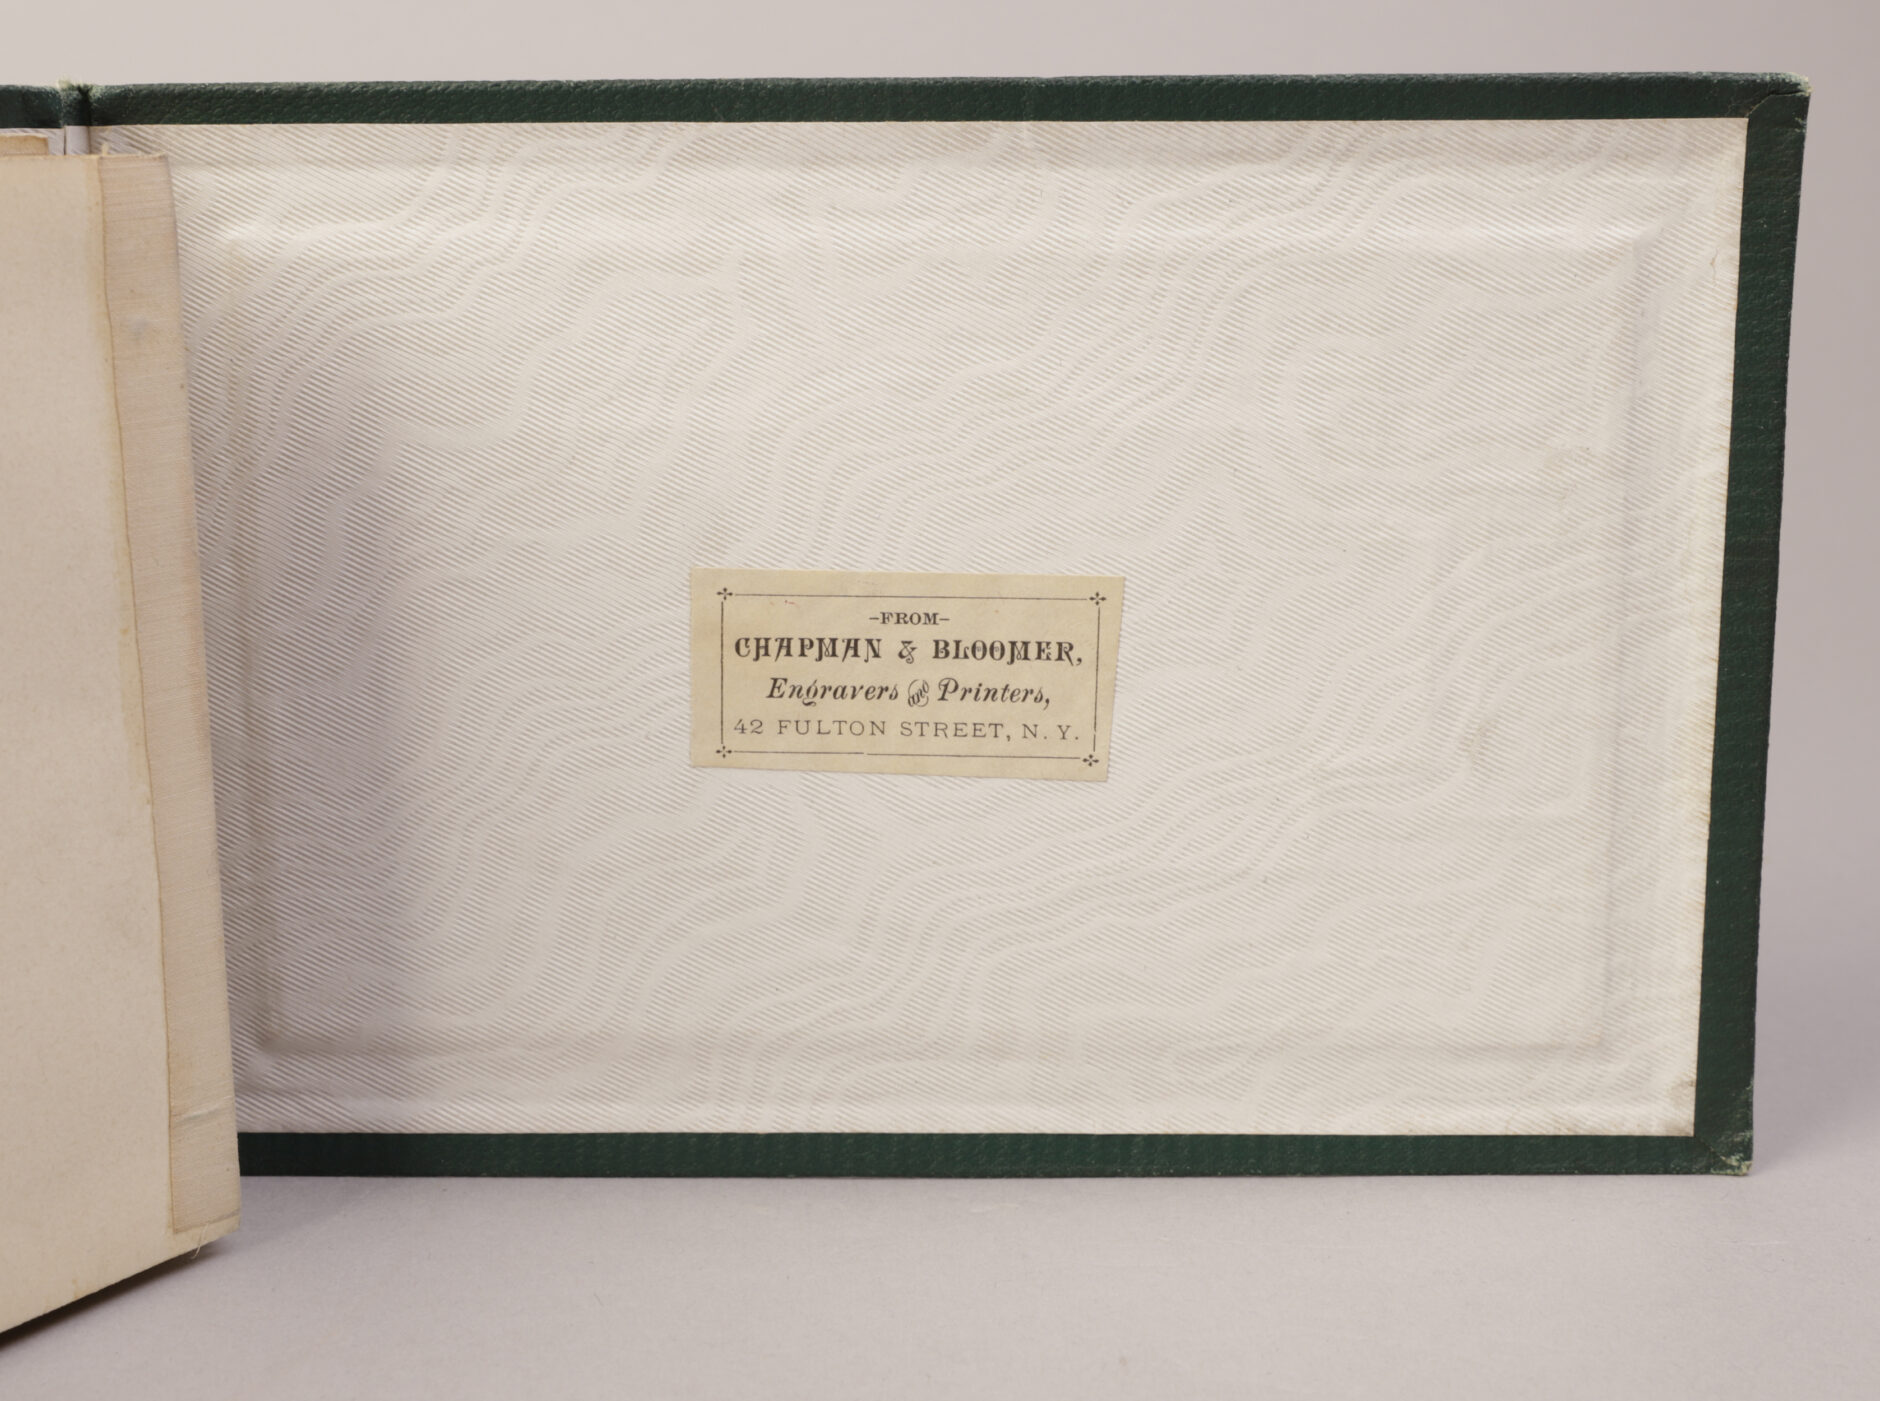 -FROM-
CHAPMAN & BLOOMER,
Engravers and Printers,
42 FULTON STREET, N. Y.